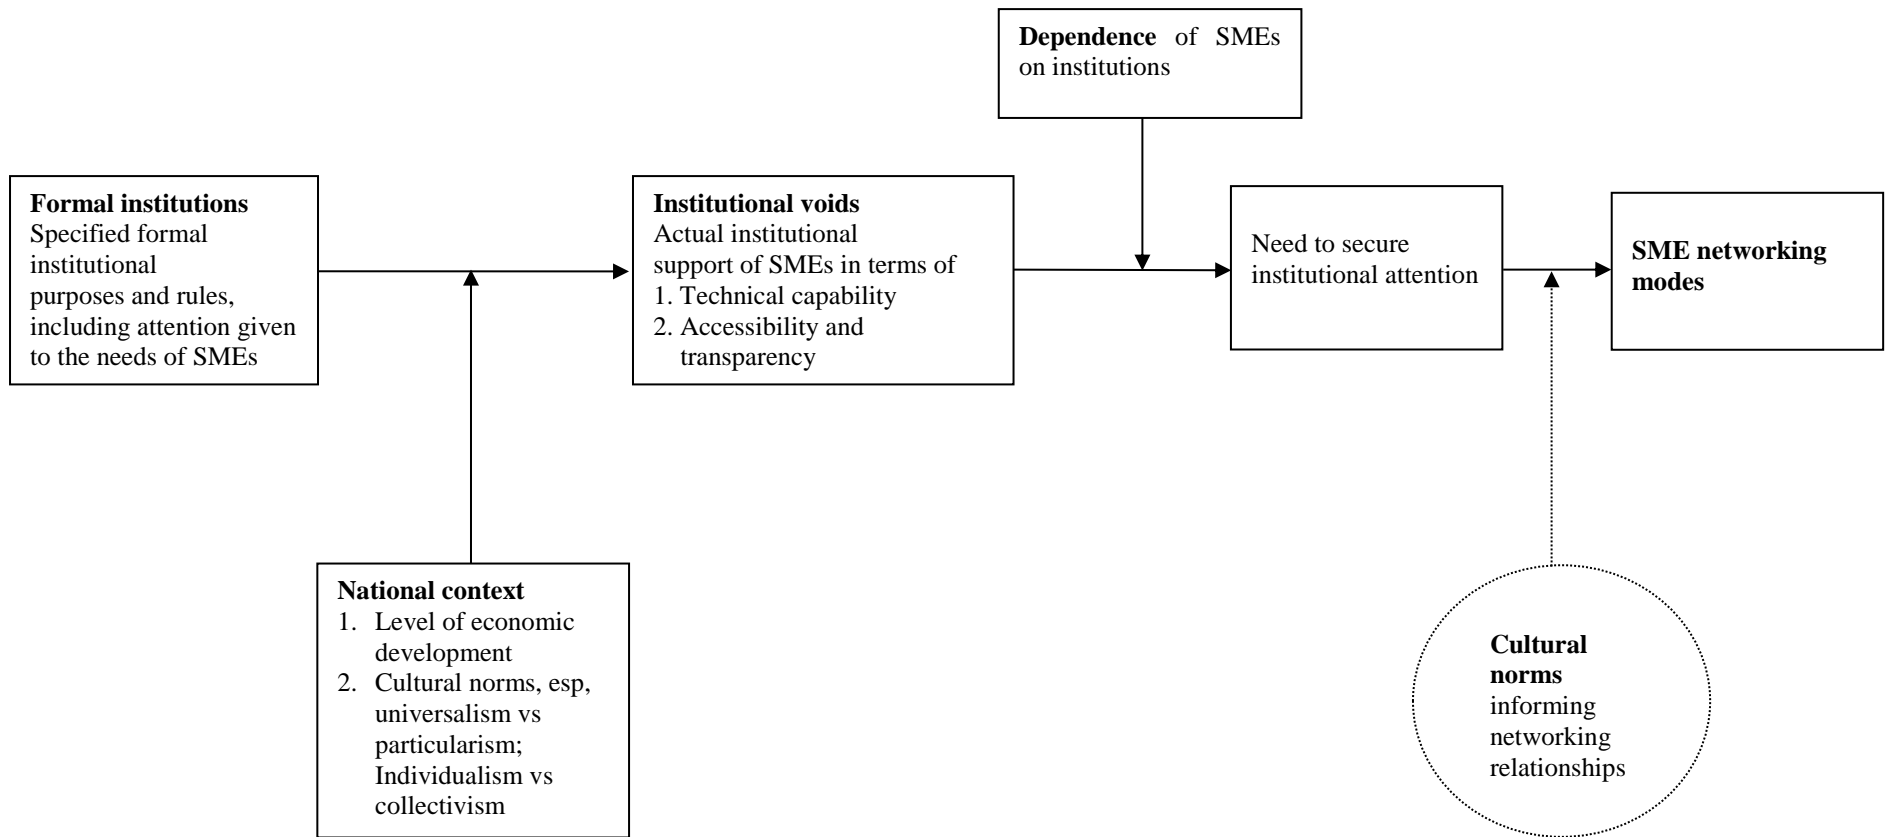 Dependence of SMEs
on institutions
Formal institutions
Specified formal
institutional
purposes and rules,
including attention given
to the needs of SMEs
Institutional voids
Actual institutional
support of SMEs in terms of
1. Technical capability
2. Accessibility and
transparency
Need to secure
institutional attention
SME networking
modes
National context
1. Level of economic
development
2. Cultural norms, esp,
universalism vs
particularism;
Individualism vs
collectivism
Cultural
norms
informing
networking
relationships